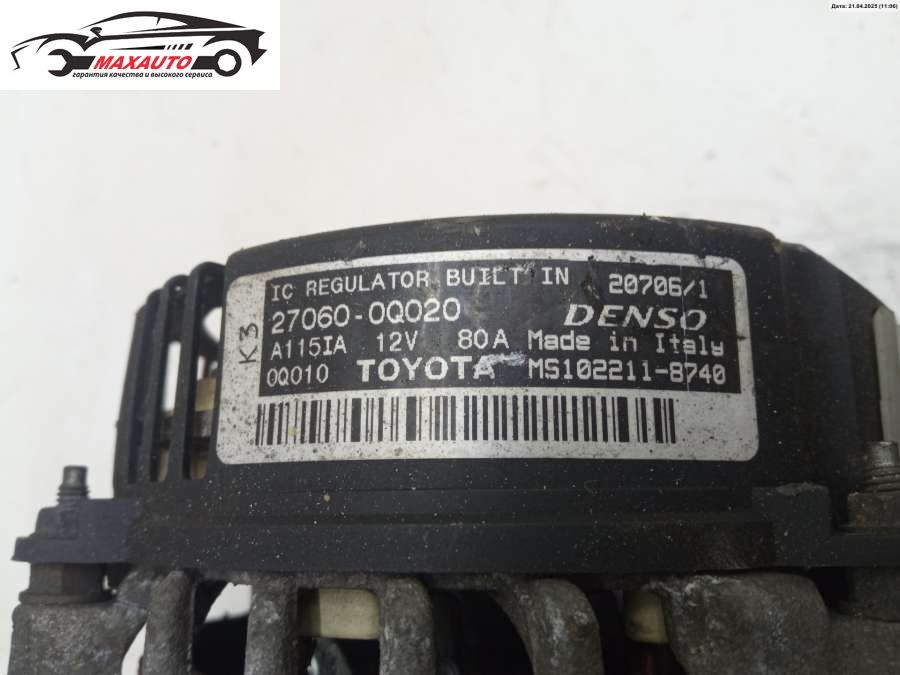 MAXAUTO
гарантия качества и высокого сервиса
Дата: 21.04.2025 (11:06)
IC REGULATOR BUILT IN 20706/1
27060-0Q020 DENSO
A115IA 12V 80A Made in Italy
0Q010 TOYOTA MS102211-8740
K3